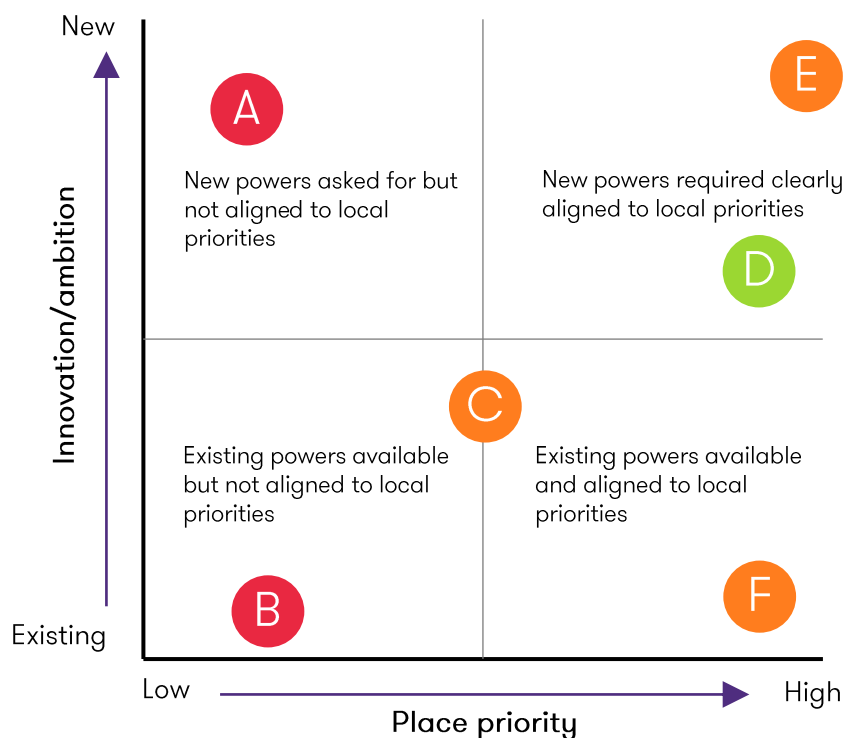 New
A
E
New powers asked for but
not aligned to local
priorities
New powers required clearly
aligned to local priorities
D
Innovation/ambition
C
Existing powers available
but not aligned to local
priorities
Existing powers available
and aligned to local
priorities
B
F
Existing
Low
High
Place priority